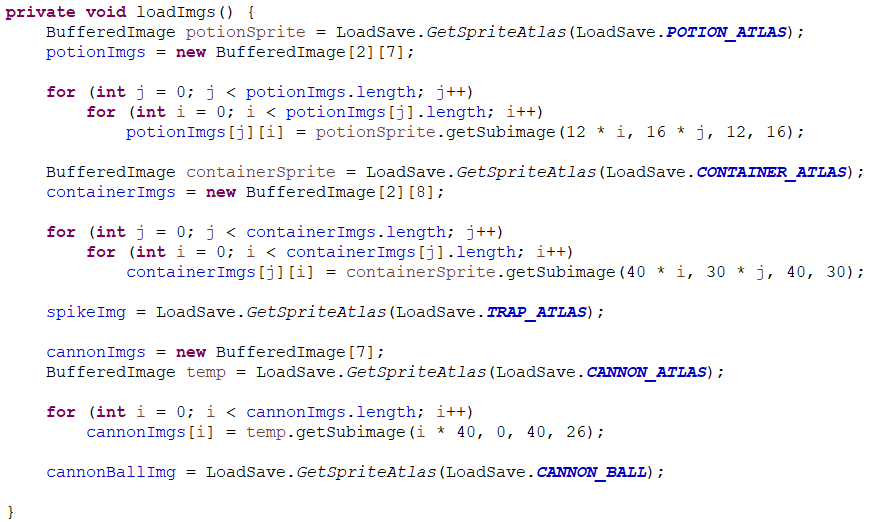 private void loadImgs() {
    BufferedImage potionSprite = LoadSave.GetSpriteAtlas(LoadSave.POTION_ATLAS);
    potionImgs = new BufferedImage[2][7];

    for (int j = 0; j < potionImgs.length; j++)
        for (int i = 0; i < potionImgs[j].length; i++)
            potionImgs[j][i] = potionSprite.getSubimage(12 * i, 16 * j, 12, 16);

    BufferedImage containerSprite = LoadSave.GetSpriteAtlas(LoadSave.CONTAINER_ATLAS);
    containerImgs = new BufferedImage[2][8];

    for (int j = 0; j < containerImgs.length; j++)
        for (int i = 0; i < containerImgs[j].length; i++)
            containerImgs[j][i] = containerSprite.getSubimage(40 * i, 30 * j, 40, 30);

    spikeImg = LoadSave.GetSpriteAtlas(LoadSave.TRAP_ATLAS);

    cannonImgs = new BufferedImage[7];
    BufferedImage temp = LoadSave.GetSpriteAtlas(LoadSave.CANNON_ATLAS);

    for (int i = 0; i < cannonImgs.length; i++)
        cannonImgs[i] = temp.getSubimage(i * 40, 0, 40, 26);

    cannonBallImg = LoadSave.GetSpriteAtlas(LoadSave.CANNON_BALL);

}